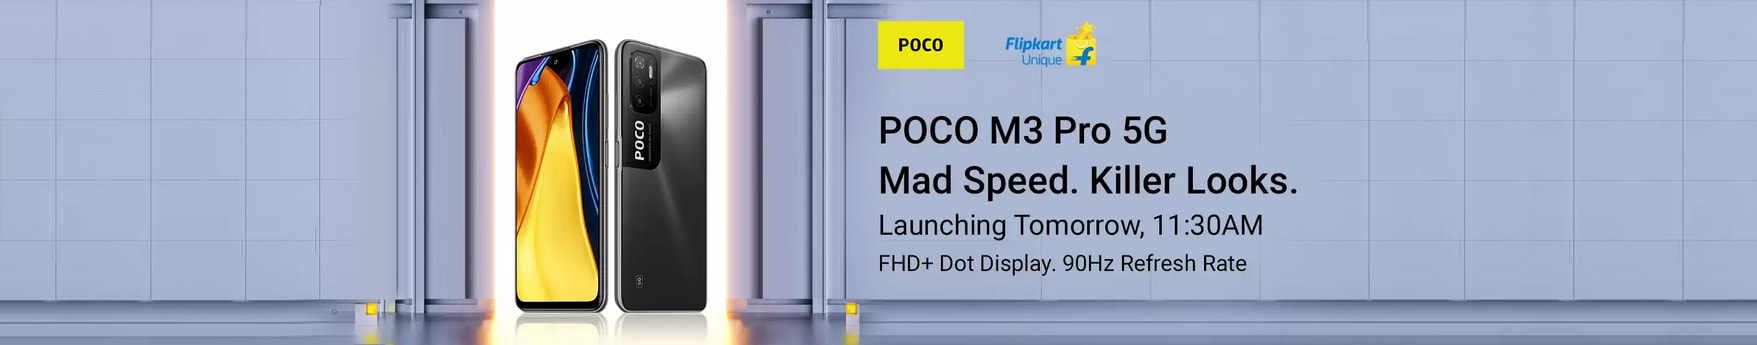 POCO
Flipkart
Unique
POCO M3 Pro 5G
Mad Speed. Killer Looks.
Launching Tomorrow, 11:30AM
FHD+ Dot Display. 90Hz Refresh Rate
POCO
5G